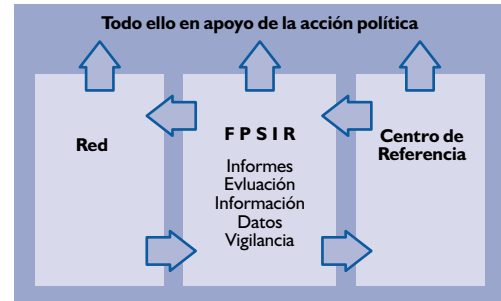 Todo ello en apoyo de la acción política
Red
F P S I R
Informes
Evluación
Información
Datos
Vigilancia
Centro de
Referencia